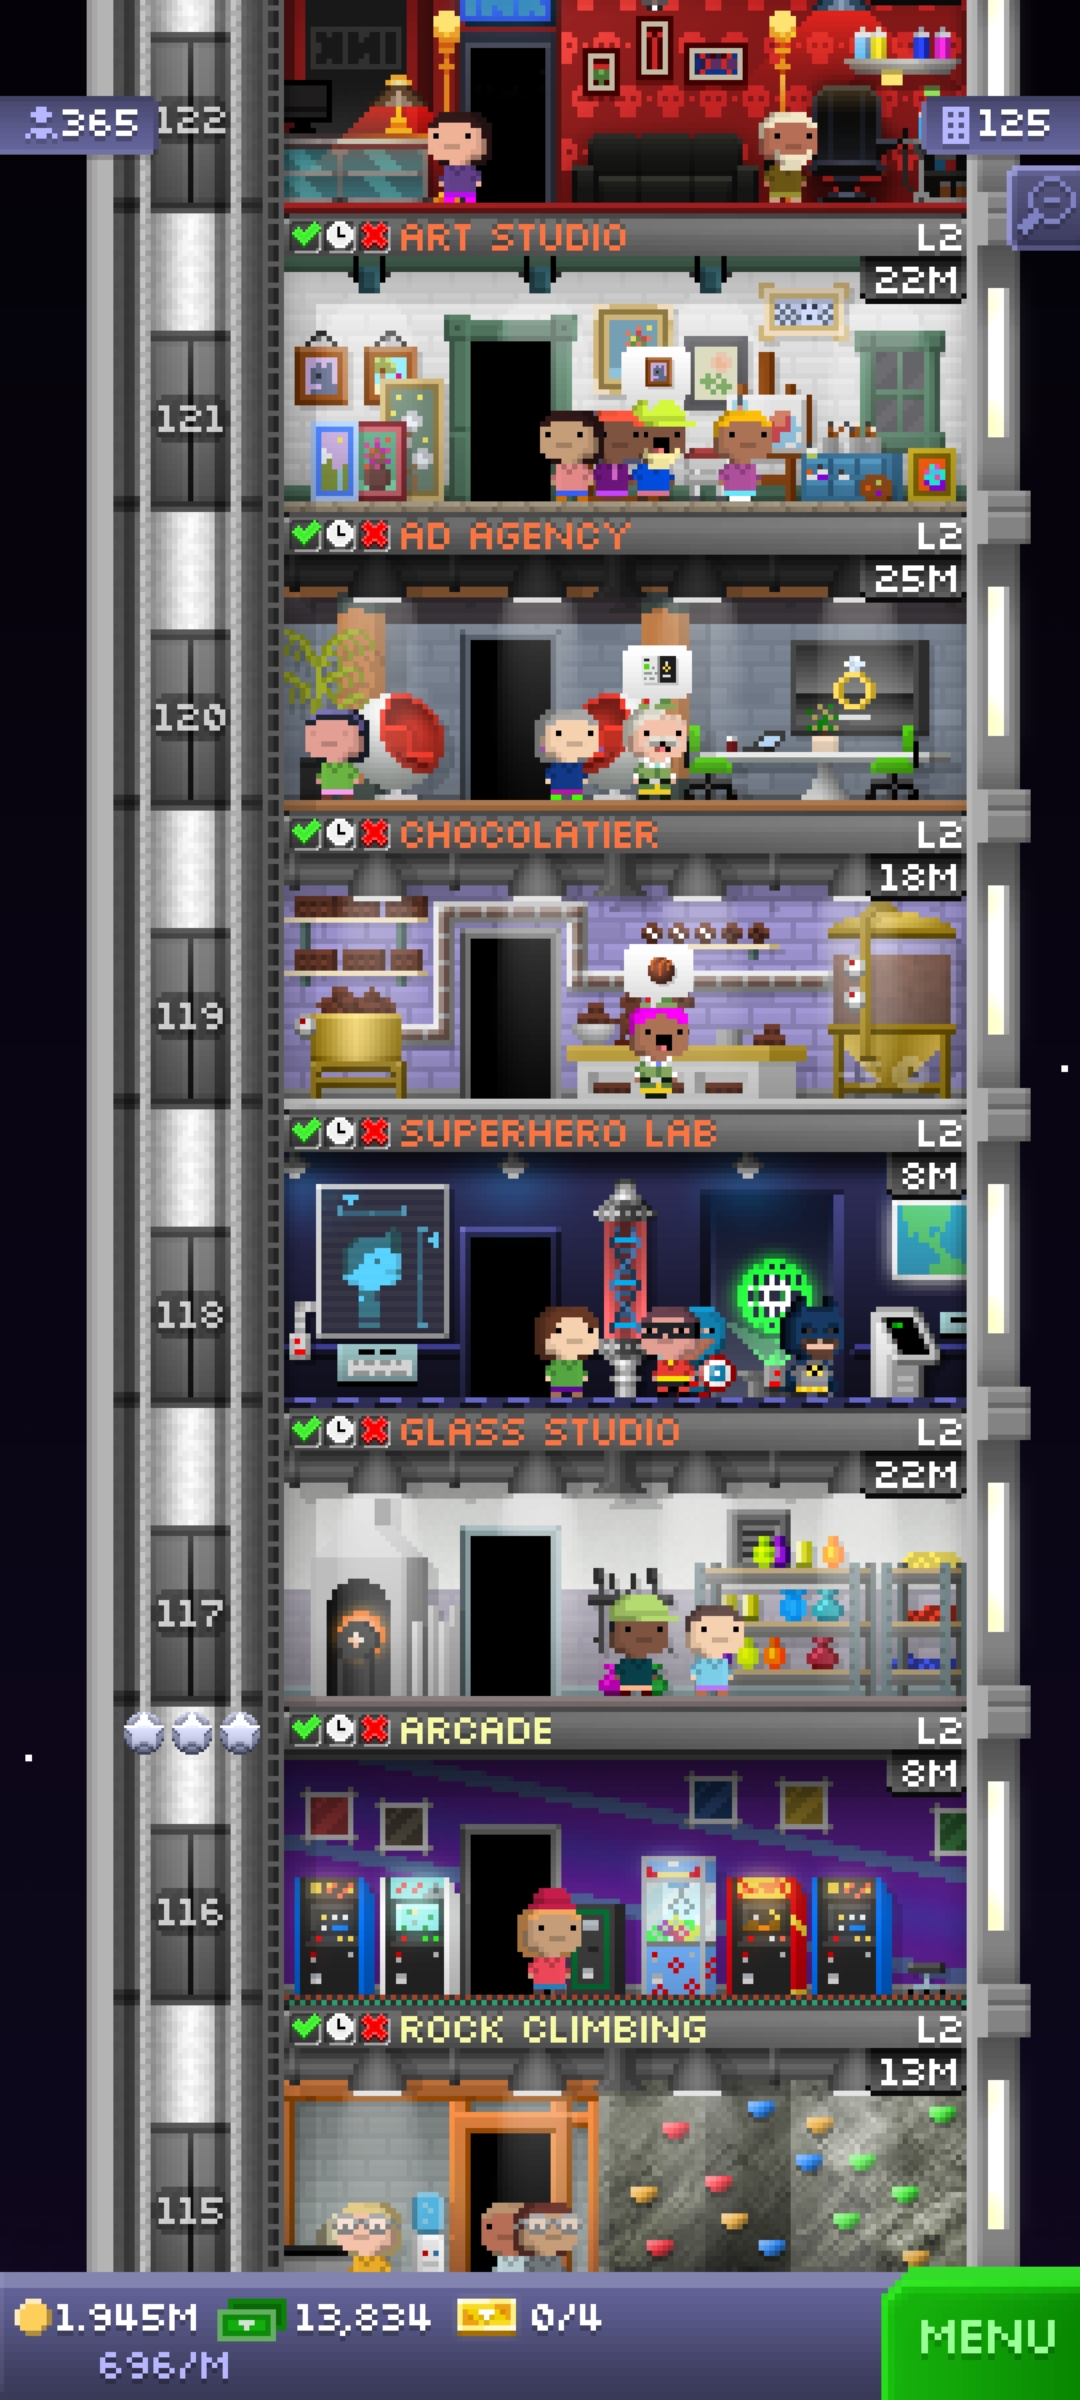 INK
INK
365
122
125
ART STUDIO L2
22M
121
AD AGENCY L2
25M
120
CHOCOLATIER L2
18M
119
SUPERHERO LAB L2
8M
118
GLASS STUDIO L2
22M
117
ARCADE L2
8M
116
ROCK CLIMBING L2
13M
115
1.945M 13,834 0/4
696/M
MENU